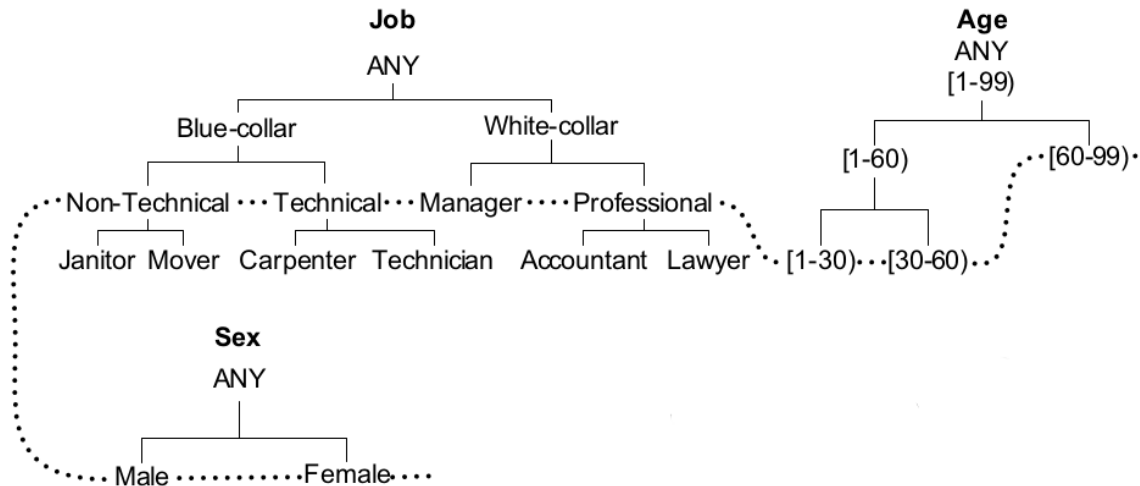 Job
ANY
Blue-collar White-collar
Non-Technical Technical Manager Professional
Janitor Mover Carpenter Technician Accountant Lawyer
Age
ANY
[1-99)
[1-60) [60-99)
[1-30) [30-60)
Sex
ANY
Male Female